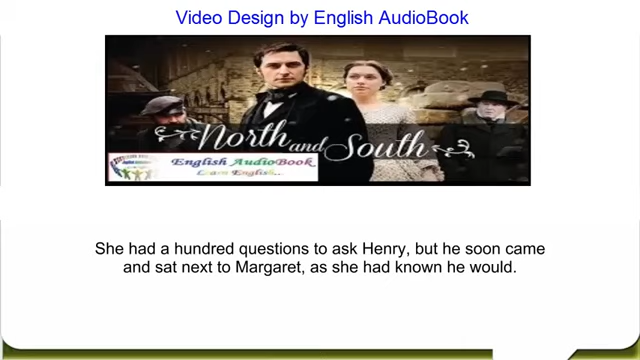 Video Design by English AudioBook
North and South
English AudioBook
Learn English...
She had a hundred questions to ask Henry, but he soon came
and sat next to Margaret, as she had known he would.